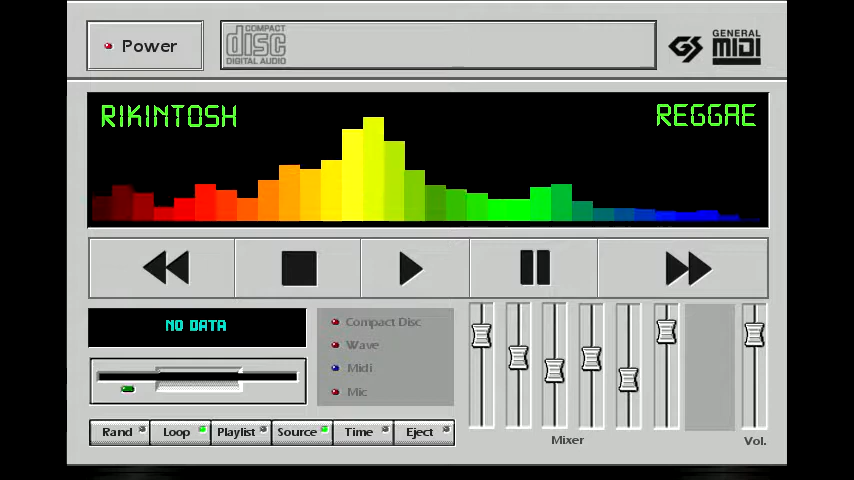 Power
COMPACT
disc
DIGITAL AUDIO
GS
GENERAL
MIDI
RIKINTOSH
REGGAE
NO DATA
Compact Disc
Wave
Midi
Mic
Rand
Loop
Playlist
Source
Time
Eject
Mixer
Vol.